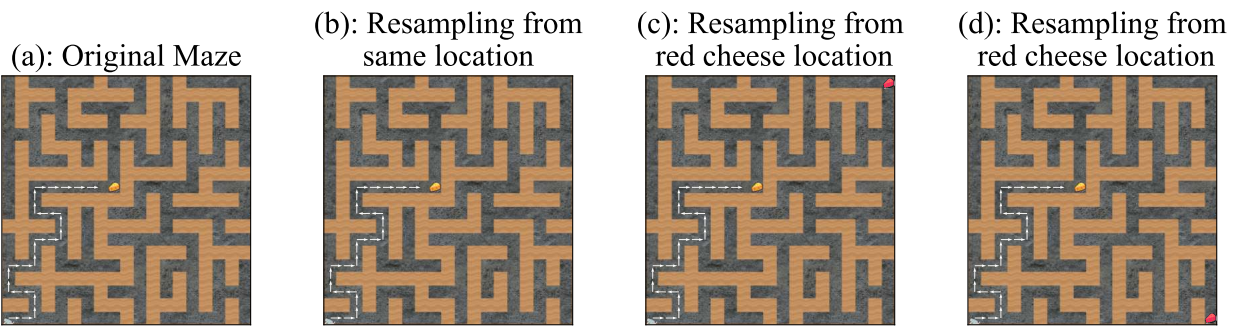 (a): Original Maze
(b): Resampling from
same location
(c): Resampling from
red cheese location
(d): Resampling from
red cheese location